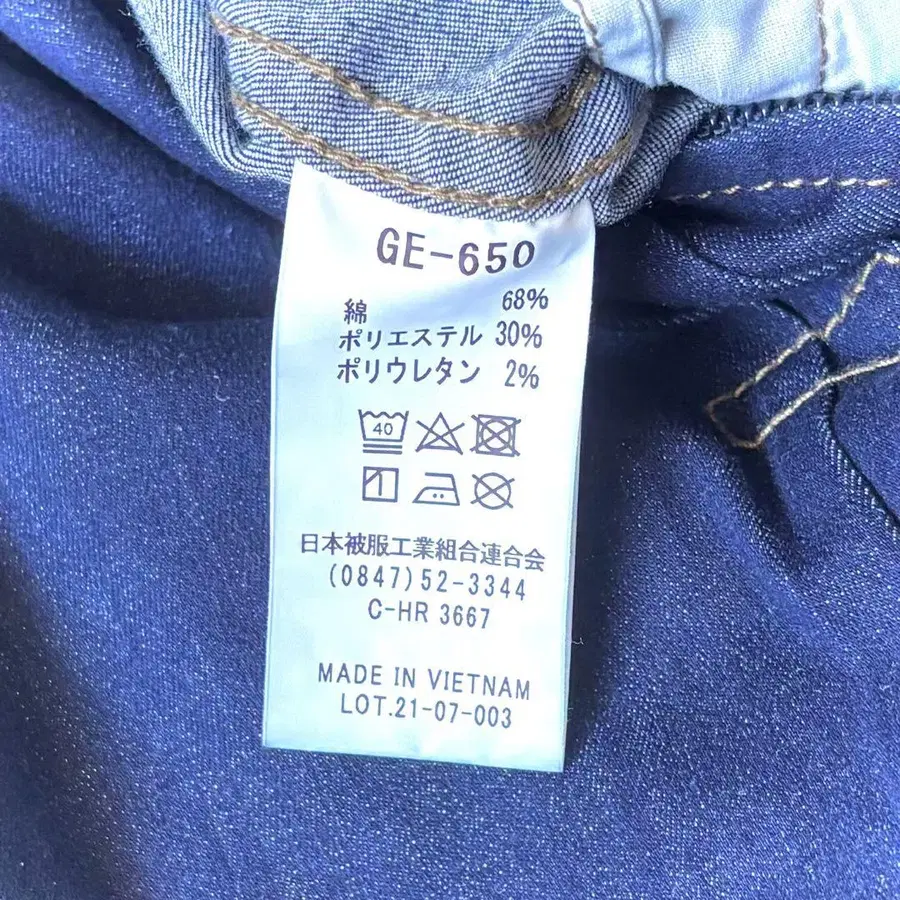 GE-650
綿 68%
ポリエステル 30%
ポリウレタン 2%
40
日本被服工業組合連合会
(0847)52-3344
C-HR 3667
MADE IN VIETNAM
LOT.21-07-003